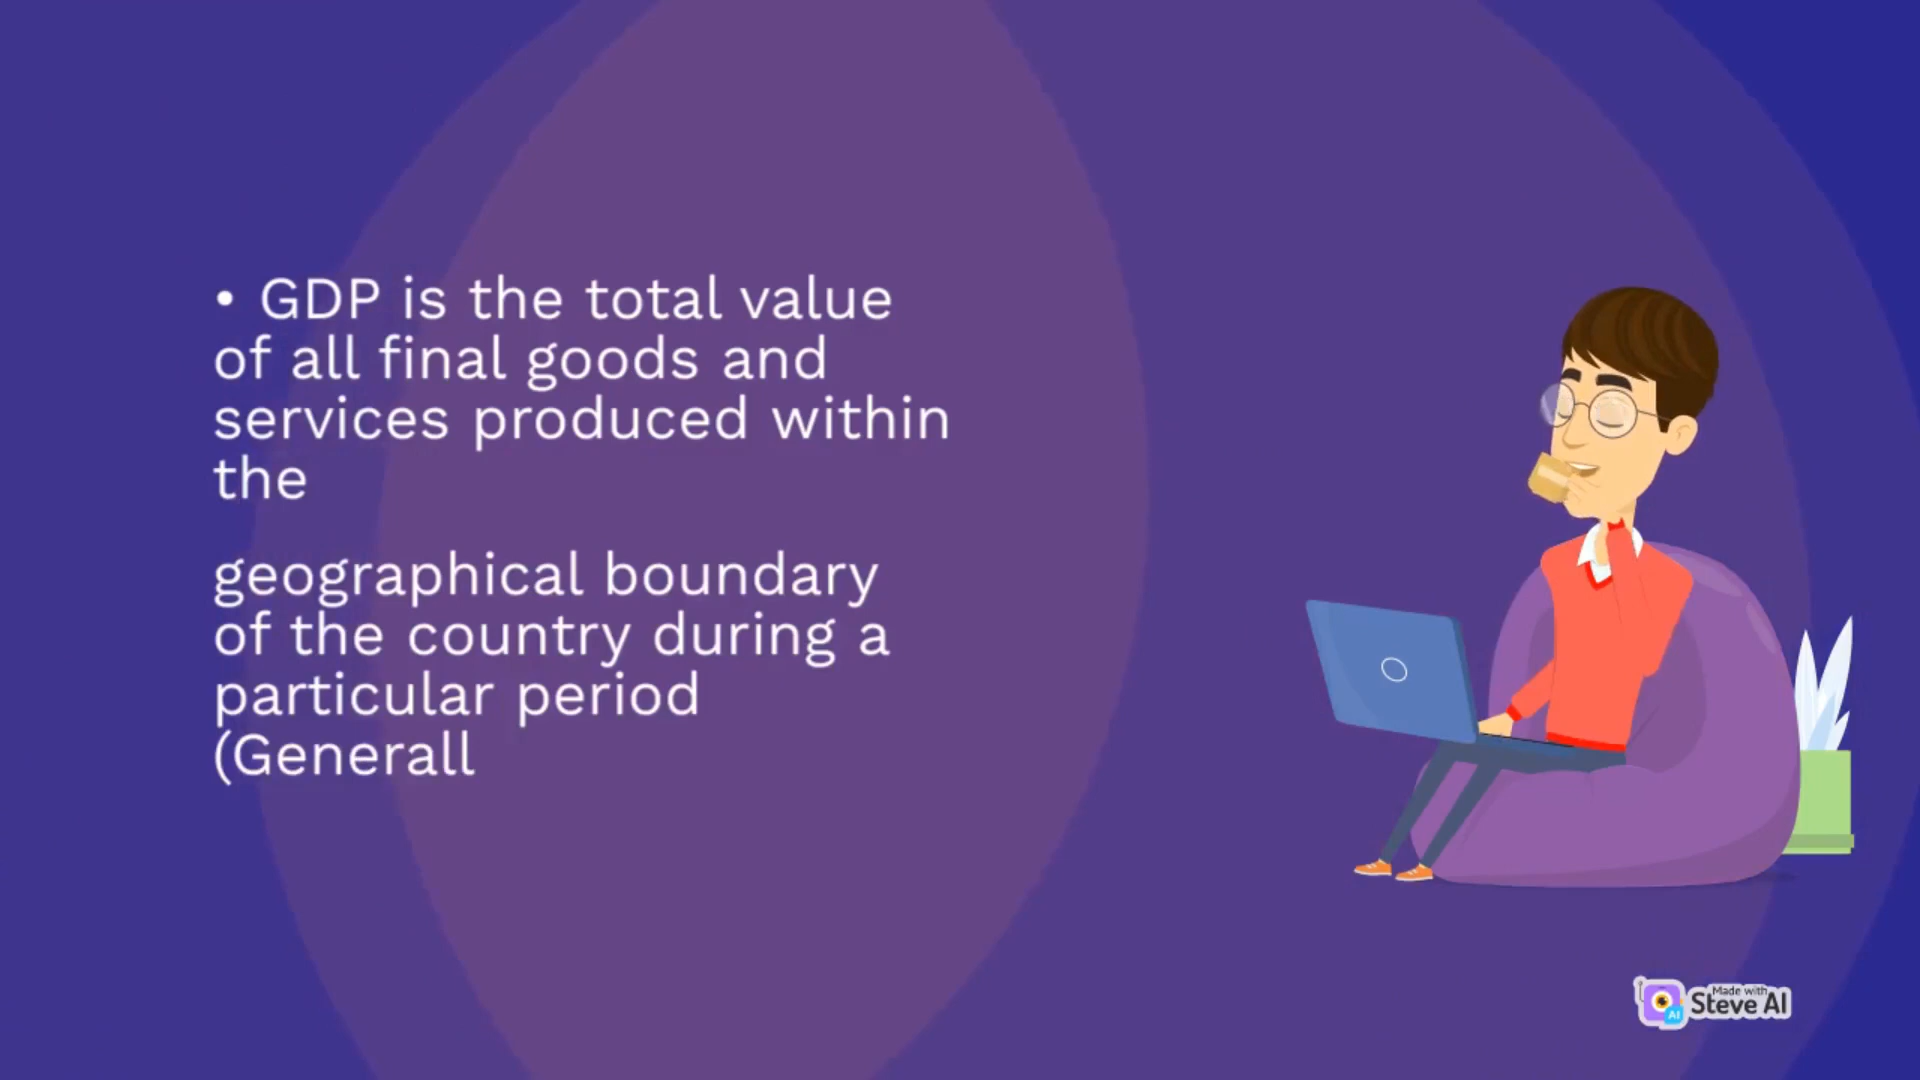 • GDP is the total value
of all final goods and
services produced within
the
geographical boundary
of the country during a
particular period
(Generall
Made with
Steve AI
AI